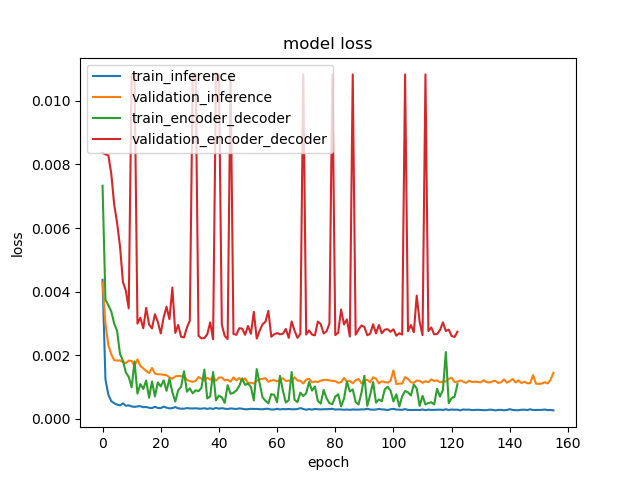 model loss
train_inference
validation_inference
train_encoder_decoder
validation_encoder_decoder
loss
0.010
0.008
0.006
0.004
0.002
0.000
0 20 40 60 80 100 120 140 160
epoch